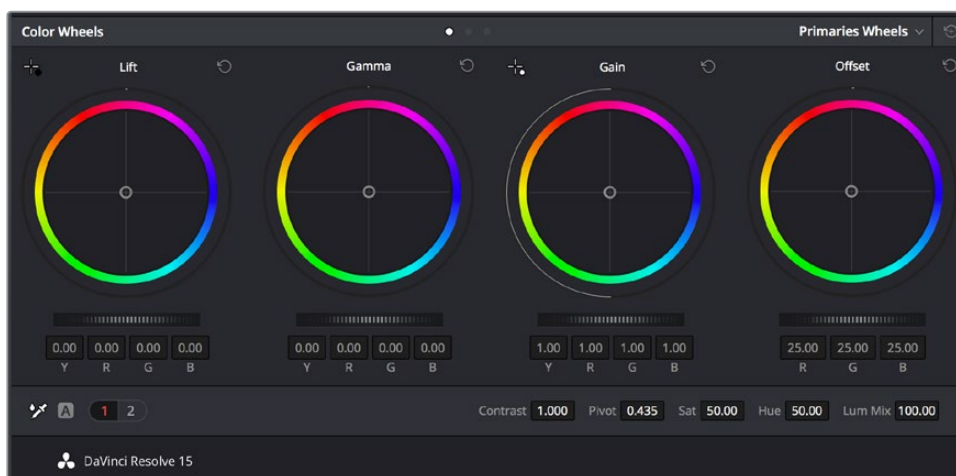 Color Wheels Primaries Wheels
Lift Gamma Gain Offset
0.00 0.00 0.00 0.00 0.00 0.00 0.00 0.00 1.00 1.00 1.00 1.00 25.00 25.00 25.00
Y R G B Y R G B Y R G B R G B
A 1 2 Contrast 1.000 Pivot 0.435 Sat 50.00 Hue 50.00 Lum Mix 100.00
DaVinci Resolve 15